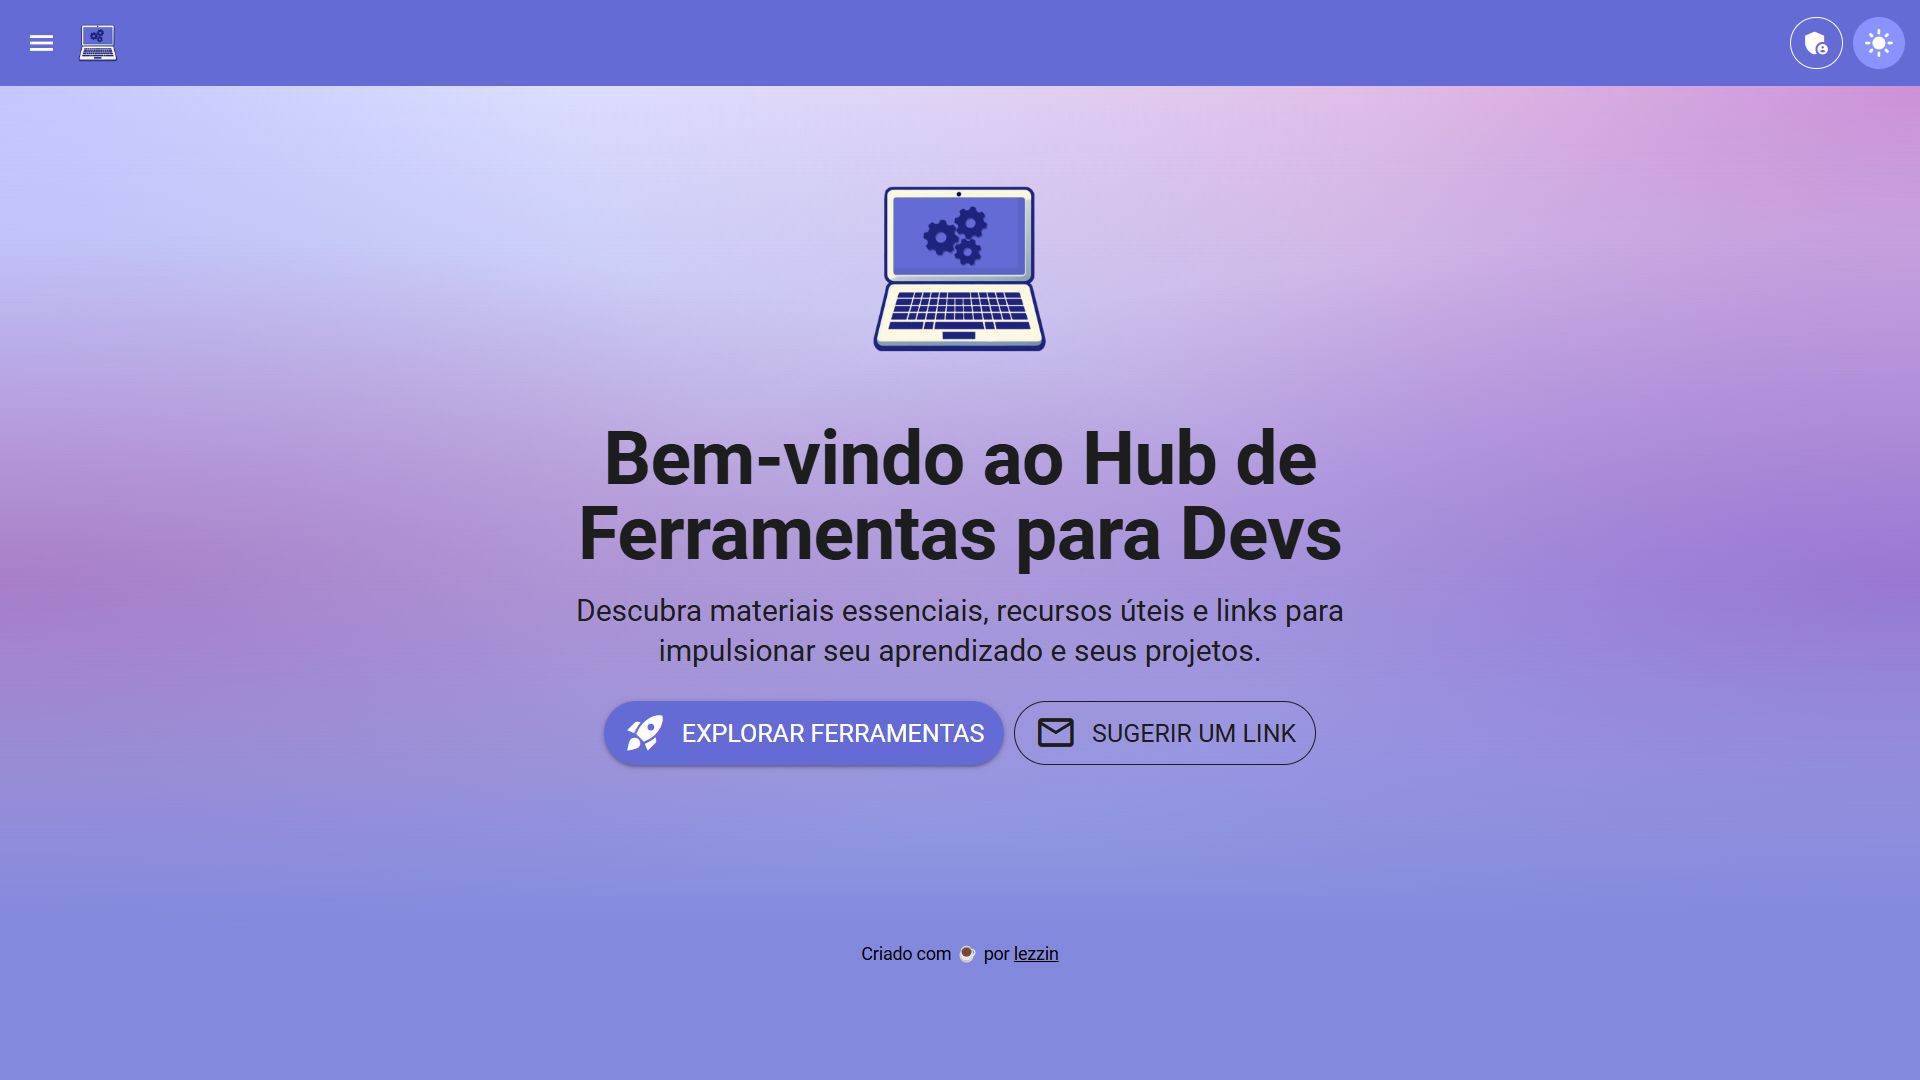 Bem-vindo ao Hub de
Ferramentas para Devs
Descubra materiais essenciais, recursos úteis e links para
impulsionar seu aprendizado e seus projetos.
EXPLORAR FERRAMENTAS
SUGERIR UM LINK
Criado com ☕ por lezzin